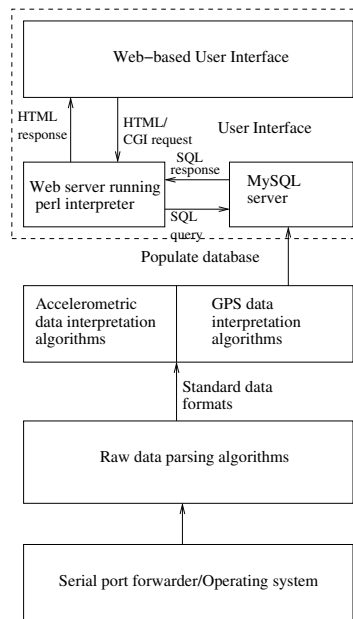 Web-based User Interface
HTML
response
HTML/
CGI request
User Interface
SQL
response
Web server running
perl interpreter
MySQL
server
SQL
query
Populate database
Accelerometric
data interpretation
algorithms
GPS data
interpretation
algorithms
Standard data
formats
Raw data parsing algorithms
Serial port forwarder/Operating system